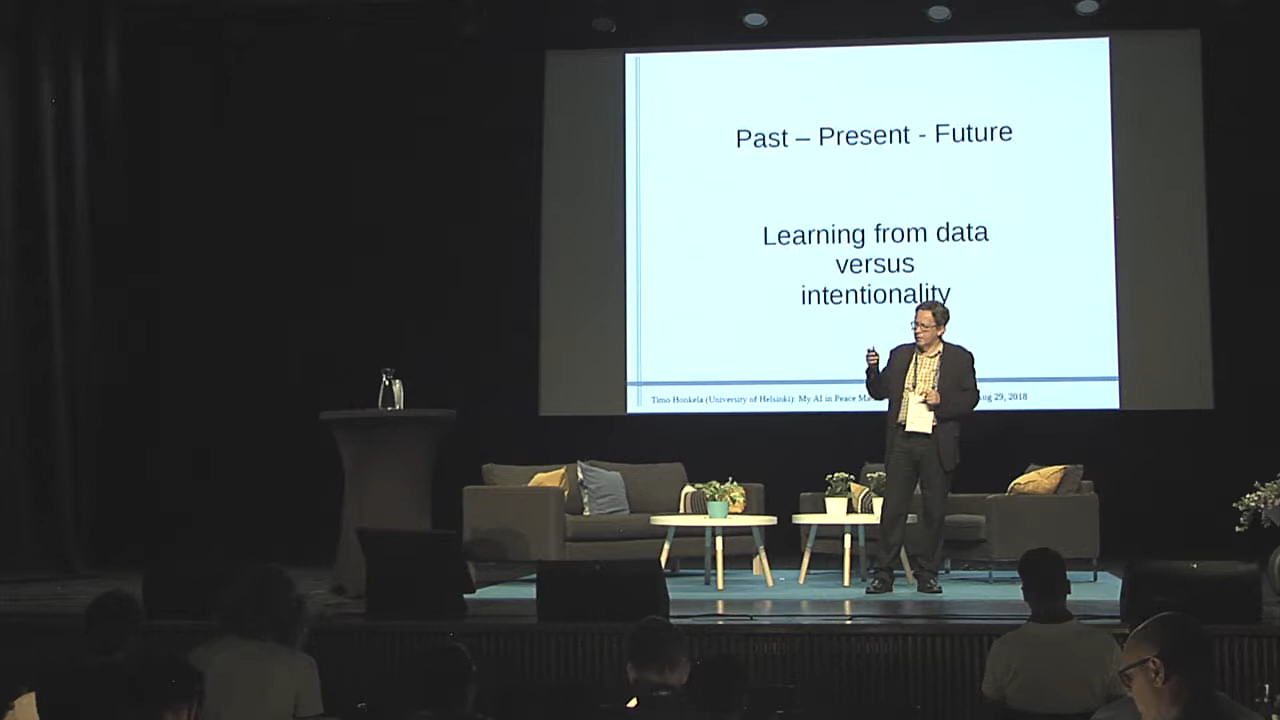 Past – Present - Future
Learning from data
versus
intentionality
Timo Honkela (University of Helsinki): My AI in Peace Ma Aug 29, 2018